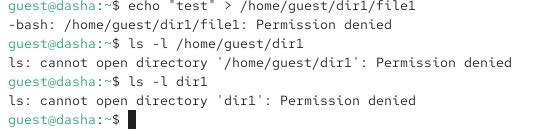 guest@dasha:~$ echo "test" > /home/guest/dir1/file1
-bash: /home/guest/dir1/file1: Permission denied
guest@dasha:~$ ls -l /home/guest/dir1
ls: cannot open directory '/home/guest/dir1': Permission denied
guest@dasha:~$ ls -l dir1
ls: cannot open directory 'dir1': Permission denied
guest@dasha:~$